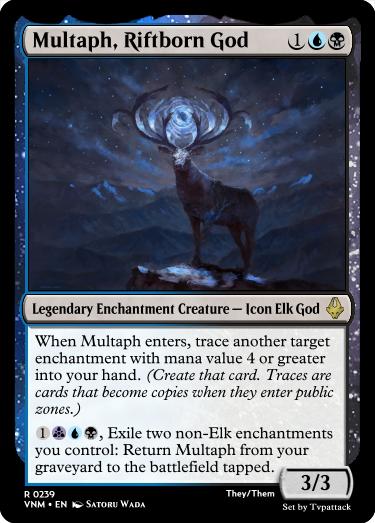 Multaph, Riftborn God 1
Legendary Enchantment Creature — Icon Elk God
When Multaph enters, trace another target
enchantment with mana value 4 or greater
into your hand. (Create that card. Traces are
cards that become copies when they enter public
zones.)
1, Exile two non-Elk enchantments
you control: Return Multaph from your
graveyard to the battlefield tapped.
3/3
R 0239
VNM • EN Satoru Wada
They/Them
Set by Tvpattack